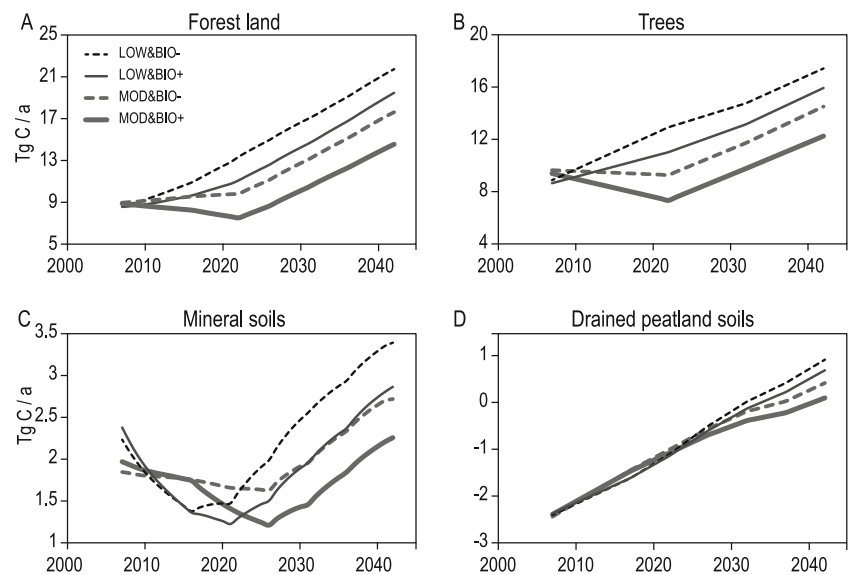 A Forest land
25
21
17
13
9
5
Tg C / a
LOW&BIO-
LOW&BIO+
MOD&BIO-
MOD&BIO+
2000 2010 2020 2030 2040
B Trees
20
16
12
8
4
2000 2010 2020 2030 2040
C Mineral soils
3.5
3
2.5
2
1.5
1
Tg C / a
2000 2010 2020 2030 2040
D Drained peatland soils
1
0
-1
-2
-3
2000 2010 2020 2030 2040